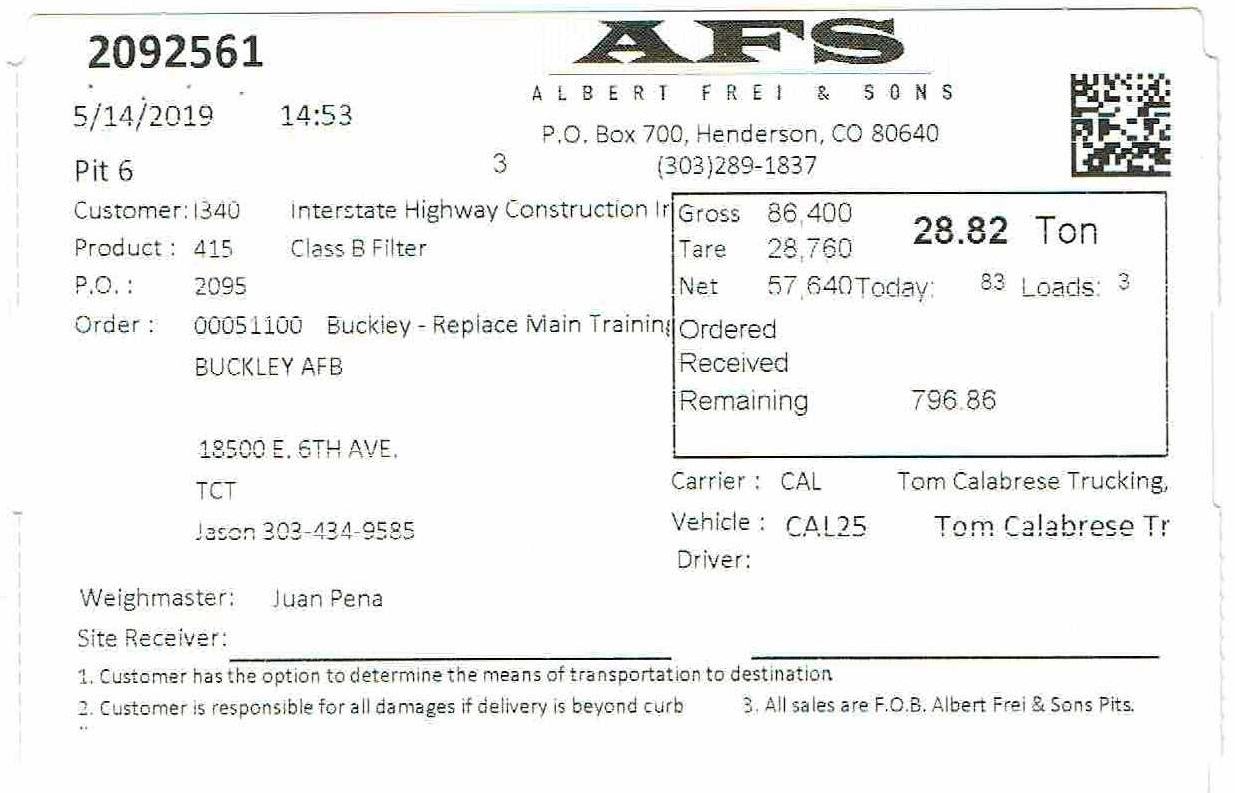 2092561
AFS
ALBERT FREI & SONS
5/14/2019 14:53
P.O. Box 700, Henderson, CO 80640
Pit 6 3 (303)289-1837
Customer: I340 Interstate Highway Construction Ir
Product : 415 Class B Filter
P.O. : 2095
Order : 00051100 Buckley - Replace Main Training
BUCKLEY AFB
18500 E. 6TH AVE.
TCT
Jason 303-434-9585
Gross 86,400 28.82 Ton
Tare 28,760
Net 57,640 Today: 83 Loads: 3
Ordered
Received
Remaining 796.86
Carrier : CAL Tom Calabrese Trucking,
Vehicle : CAL25 Tom Calabrese Tr
Driver:
Weighmaster: Juan Pena
Site Receiver:
1. Customer has the option to determine the means of transportation to destination
2. Customer is responsible for all damages if delivery is beyond curb 3. All sales are F.O.B. Albert Frei & Sons Pits.